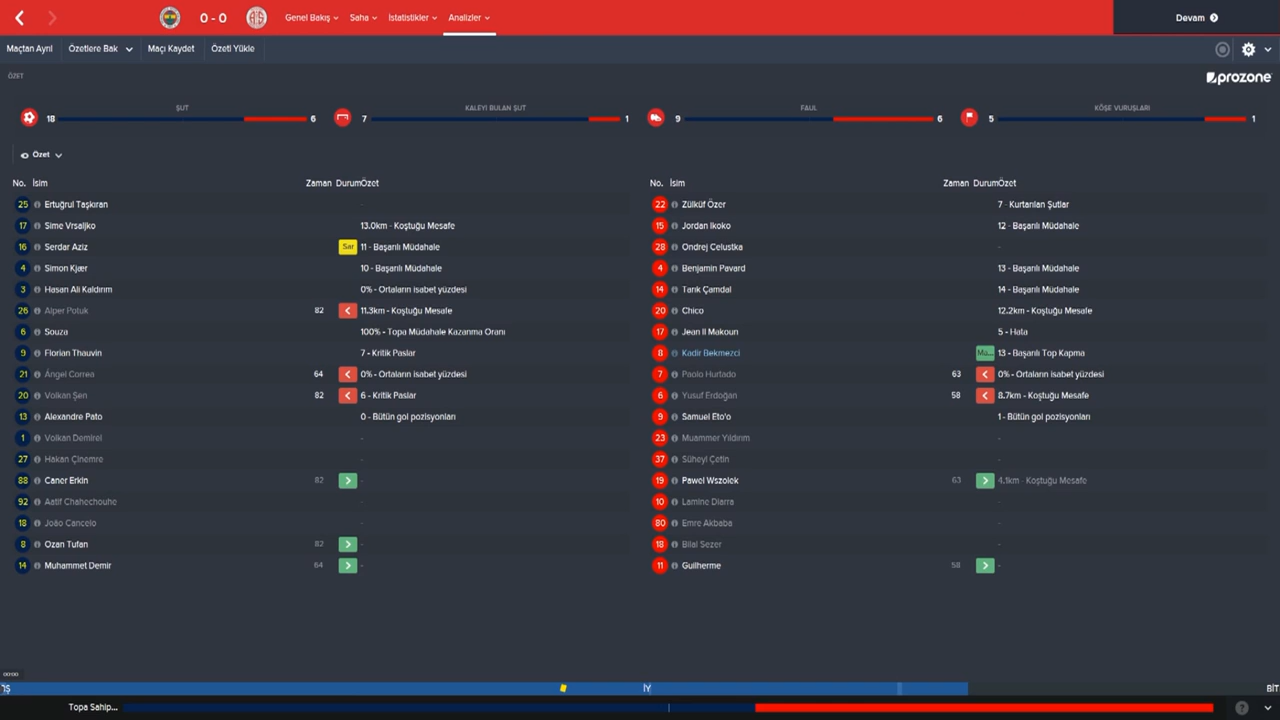 0 - 0 Genel Bakış Saha İstatistikler Analizler Devam
Maçtan Ayrıl Özetlere Bak Maçı Kaydet Özeti Yükle
ÖZET prozone
ŞUT KALEYİ BULAN ŞUT FAUL KÖŞE VURUŞLARI
18 6 7 1 9 6 5 1
Özet
No. İsim Zaman Durum Özet
25 Ertuğrul Taşkıran -
17 Sime Vrsaljko 13.0km - Koştuğu Mesafe
16 Serdar Aziz Sar 11 - Başarılı Müdahale
4 Simon Kjær 10 - Başarılı Müdahale
3 Hasan Ali Kaldırım 0% - Ortaların isabet yüzdesi
26 Alper Potuk 82 11.3km - Koştuğu Mesafe
6 Souza 100% - Topa Müdahale Kazanma Oranı
9 Florian Thauvin 7 - Kritik Paslar
21 Ángel Correa 64 0% - Ortaların isabet yüzdesi
20 Volkan Şen 82 6 - Kritik Paslar
13 Alexandre Pato 0 - Bütün gol pozisyonları
1 Volkan Demirel -
27 Hakan Çinemre -
88 Caner Erkin 82 -
92 Aatif Chahechouhe -
18 João Cancelo -
8 Ozan Tufan 82 -
14 Muhammet Demir 64 -
No. İsim Zaman Durum Özet
22 Zülküf Özer 7 - Kurtarılan Şutlar
15 Jordan Ikoko 12 - Başarılı Müdahale
28 Ondrej Celustka -
4 Benjamin Pavard 13 - Başarılı Müdahale
14 Tarık Çamdal 14 - Başarılı Müdahale
20 Chico 12.2km - Koştuğu Mesafe
17 Jean II Makoun 5 - Hata
8 Kadir Bekmezci Mü... 13 - Başarılı Top Kapma
7 Paolo Hurtado 63 0% - Ortaların isabet yüzdesi
6 Yusuf Erdoğan 58 8.7km - Koştuğu Mesafe
9 Samuel Eto'o 1 - Bütün gol pozisyonları
23 Muammer Yıldırım -
37 Süheyl Çetin -
19 Pawel Wszolek 63 4.1km - Koştuğu Mesafe
10 Lamine Diarra -
80 Emre Akbaba -
18 Bilal Sezer -
11 Guilherme 58 -
00:00
İY BİT
Topa Sahip...